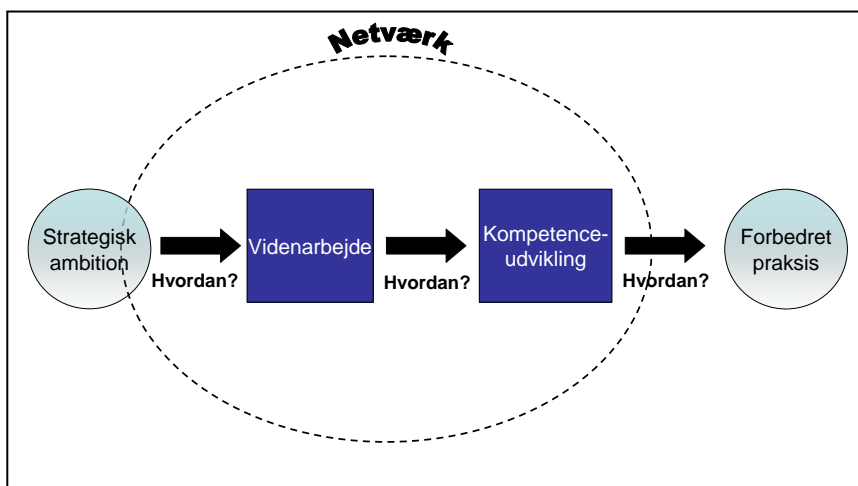 Netværk
Strategisk
ambition
Hvordan?
Videnarbejde
Hvordan?
Kompetence-
udvikling
Hvordan?
Forbedret
praksis